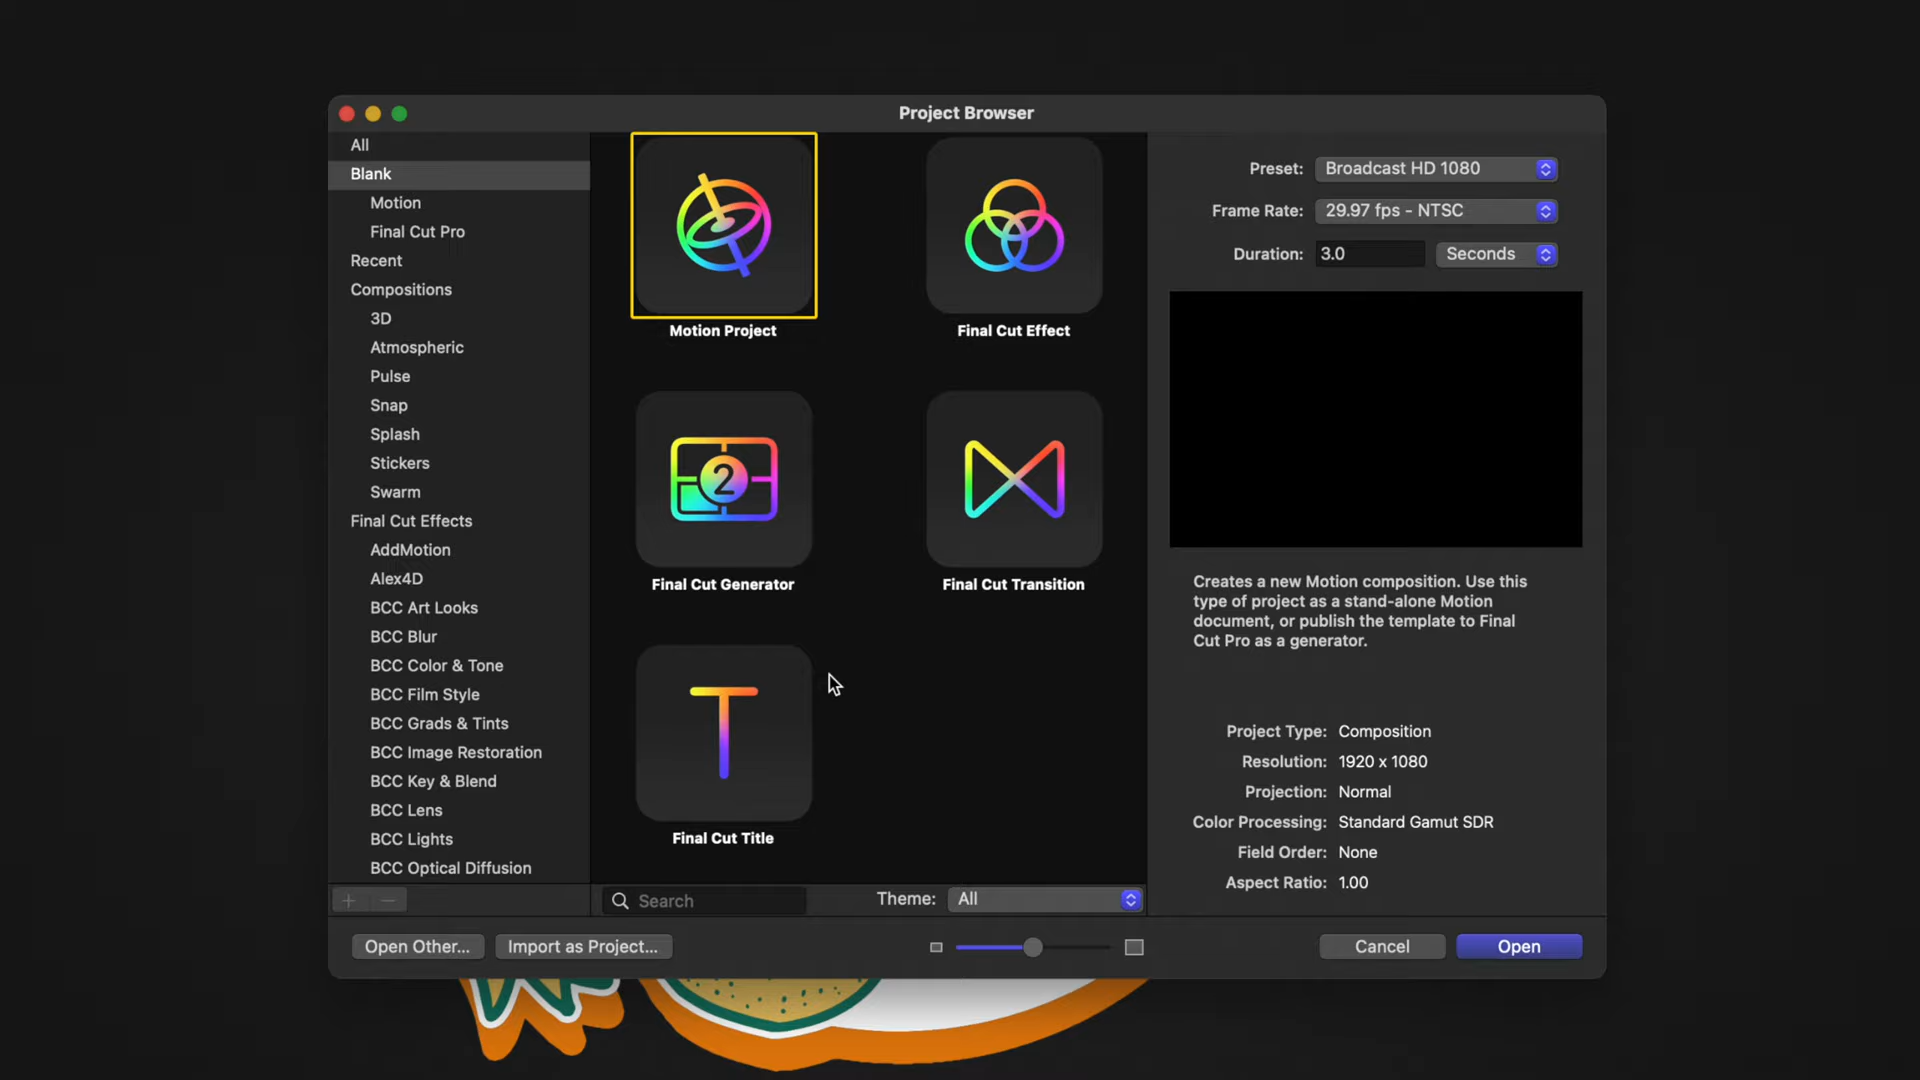 Project Browser
All
Blank
Motion
Final Cut Pro
Recent
Compositions
3D
Atmospheric
Pulse
Snap
Splash
Stickers
Swarm
Final Cut Effects
AddMotion
Alex4D
BCC Art Looks
BCC Blur
BCC Color & Tone
BCC Film Style
BCC Grads & Tints
BCC Image Restoration
BCC Key & Blend
BCC Lens
BCC Lights
BCC Optical Diffusion
Motion Project
Final Cut Effect
2
Final Cut Generator
Final Cut Transition
T
Final Cut Title
Search
Theme: All
Preset: Broadcast HD 1080
Frame Rate: 29.97 fps - NTSC
Duration: 3.0 Seconds
Creates a new Motion composition. Use this
type of project as a stand-alone Motion
document, or publish the template to Final
Cut Pro as a generator.
Project Type: Composition
Resolution: 1920 x 1080
Projection: Normal
Color Processing: Standard Gamut SDR
Field Order: None
Aspect Ratio: 1.00
Open Other...
Import as Project...
Cancel
Open